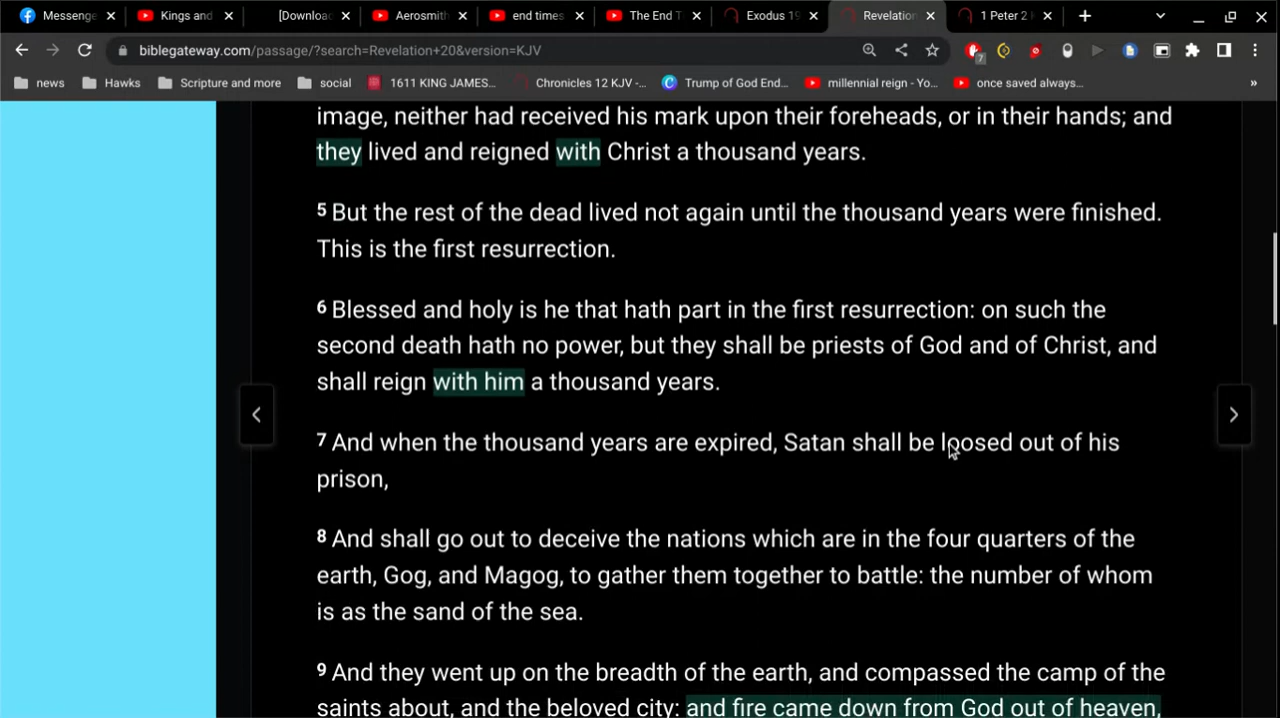 Messenge
Kings and
[Downloac
Aerosmith
end times
The End T
Exodus 19
Revelation
1 Peter 2
biblegateway.com/passage/?search=Revelation+20&version=KJV
7
news
Hawks
Scripture and more
social
1611 KING JAMES...
Chronicles 12 KJV -...
Trump of God End...
millennial reign - Yo...
once saved always...
»
image, neither had received his mark upon their foreheads, or in their hands; and
they lived and reigned with Christ a thousand years.
5 But the rest of the dead lived not again until the thousand years were finished.
This is the first resurrection.
6 Blessed and holy is he that hath part in the first resurrection: on such the
second death hath no power, but they shall be priests of God and of Christ, and
shall reign with him a thousand years.
7 And when the thousand years are expired, Satan shall be loosed out of his
prison,
8 And shall go out to deceive the nations which are in the four quarters of the
earth, Gog, and Magog, to gather them together to battle: the number of whom
is as the sand of the sea.
9 And they went up on the breadth of the earth, and compassed the camp of the
saints about, and the beloved city: and fire came down from God out of heaven,